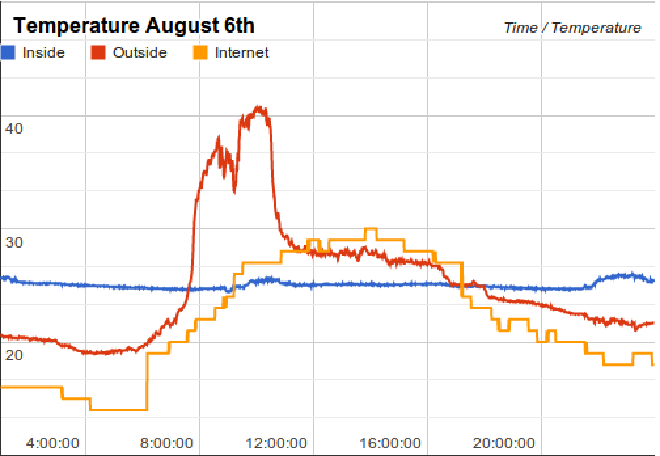 Temperature August 6th
Time / Temperature
Inside Outside Internet
40
30
20
4:00:00 8:00:00 12:00:00 16:00:00 20:00:00